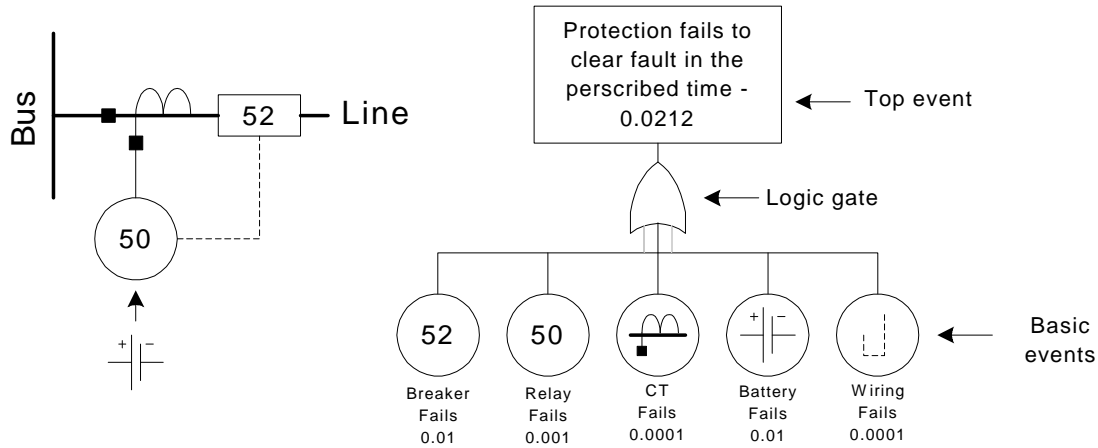 Bus
52
Line
50
+ −
Protection fails to
clear fault in the
perscribed time -
0.0212
Top event
Logic gate
52
50
+ −
Breaker
Fails
0.01
Relay
Fails
0.001
CT
Fails
0.0001
Battery
Fails
0.01
Wiring
Fails
0.0001
Basic
events